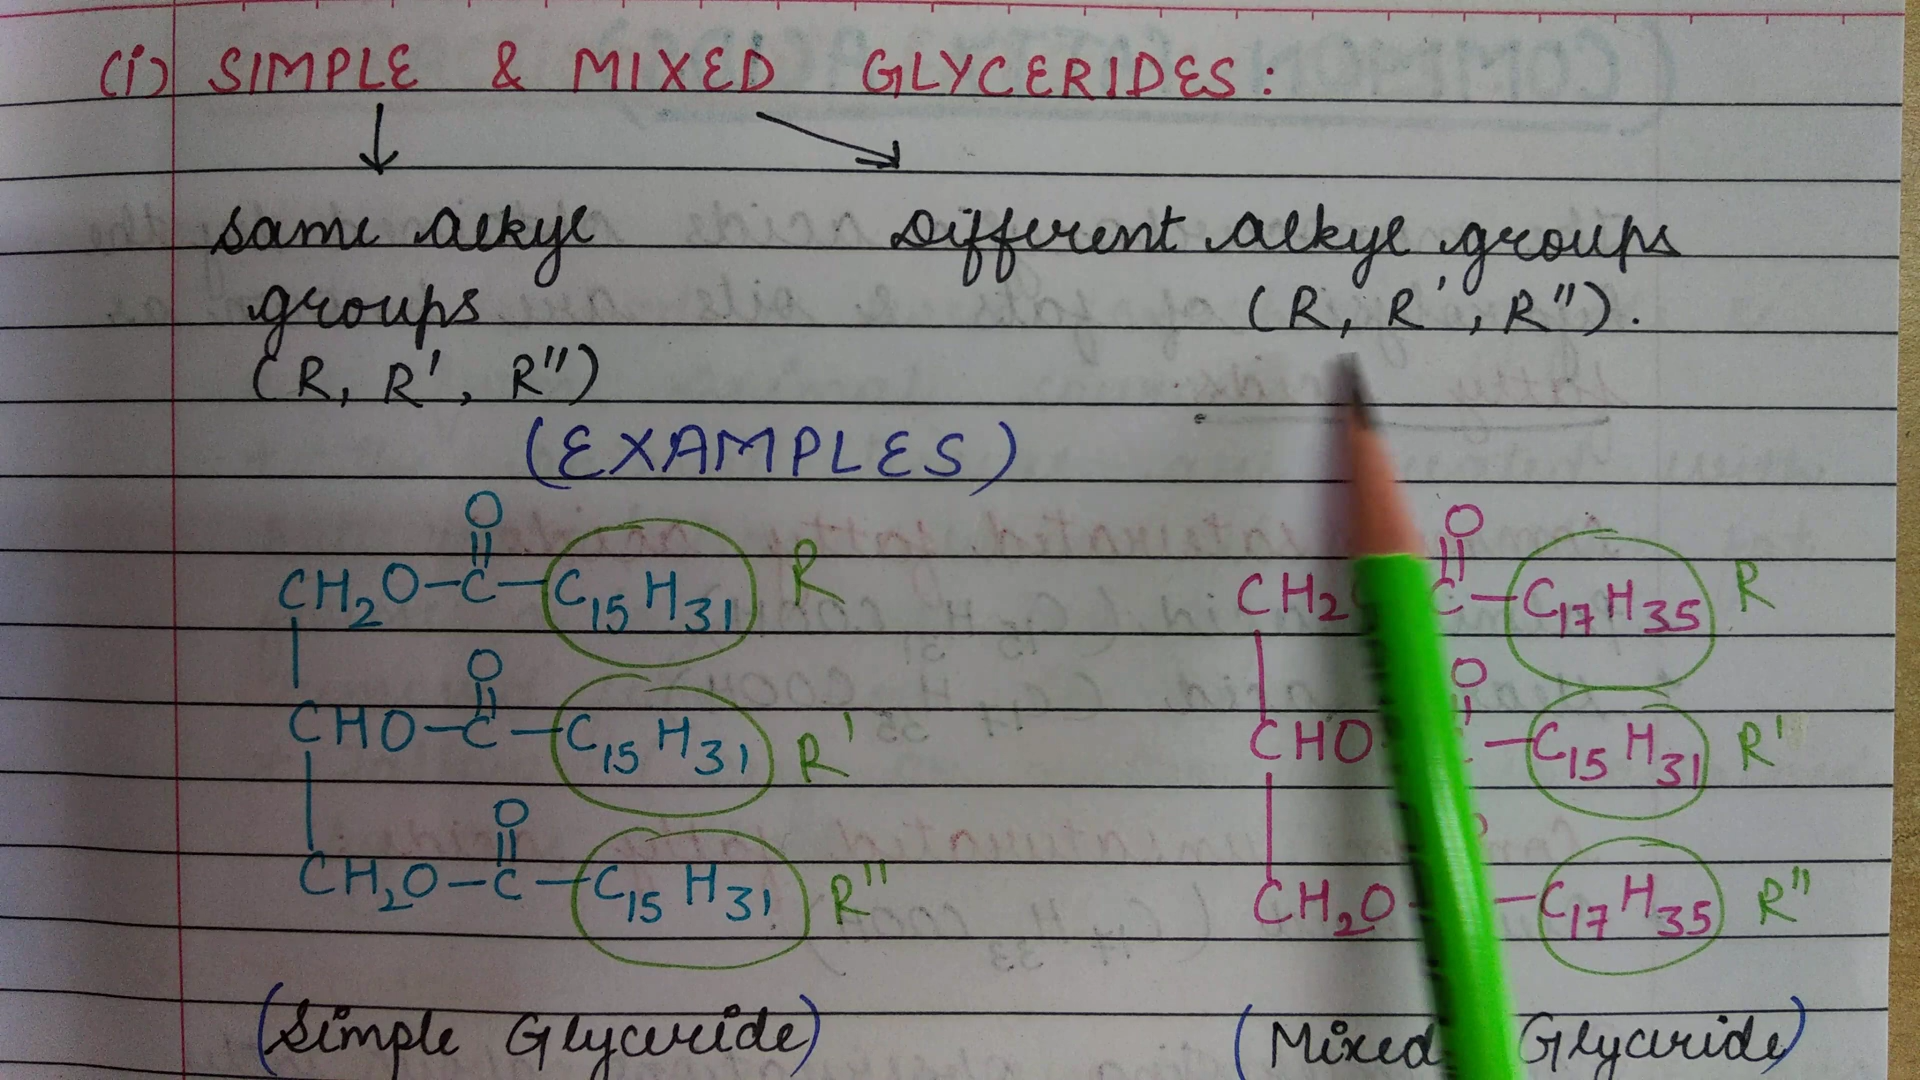 (i) SIMPLE & MIXED GLYCERIDES:
same alkyl
groups
(R, R', R")
Different alkyl groups
(R, R', R").
(EXAMPLES)
O
CH2O-C-C15H31 R
O
CHO-C-C15H31 R'
O
CH2O-C-C15H31 R"
(Simple Glyceride)
O
CH2 C-C17H35 R
O
CHO -C15H31 R'
CH2O- -C17H35 R"
(Mixed Glyceride)